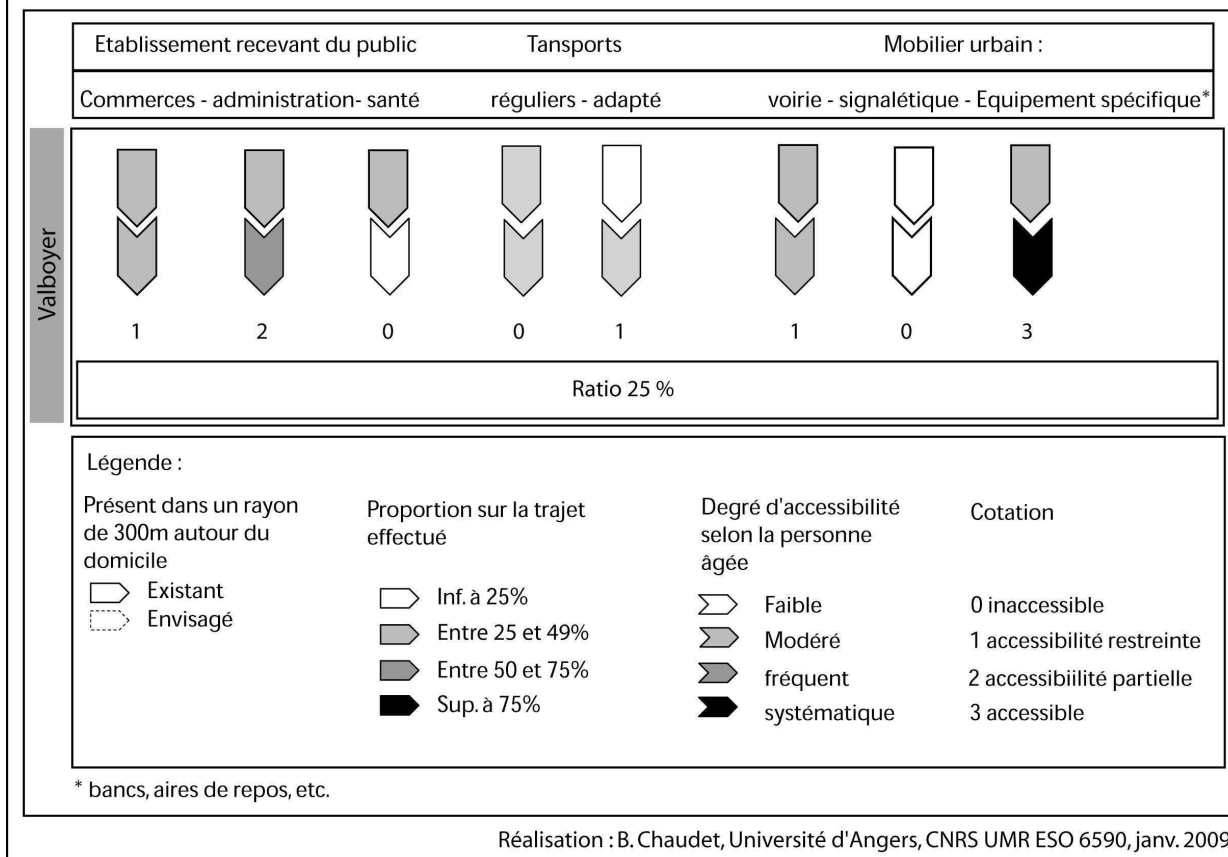 Etablissement recevant du public Tansports Mobilier urbain :
Commerces - administration- santé réguliers - adapté voirie - signalétique - Equipement spécifique*
Valboyer
1 2 0 0 1 1 0 3
Ratio 25 %
Légende :
Présent dans un rayon
de 300m autour du
domicile
Existant
Envisagé
Proportion sur la trajet
effectué
Inf. à 25%
Entre 25 et 49%
Entre 50 et 75%
Sup. à 75%
Degré d'accessibilité
selon la personne
âgée
Faible
Modéré
fréquent
systématique
Cotation
0 inaccessible
1 accessibilité restreinte
2 accessibiilité partielle
3 accessible
* bancs, aires de repos, etc.
Réalisation : B. Chaudet, Université d'Angers, CNRS UMR ESO 6590, janv. 2009